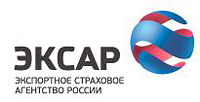 ЭКСАР
ЭКСПОРТНОЕ СТРАХОВОЕ
АГЕНТСТВО РОССИИ